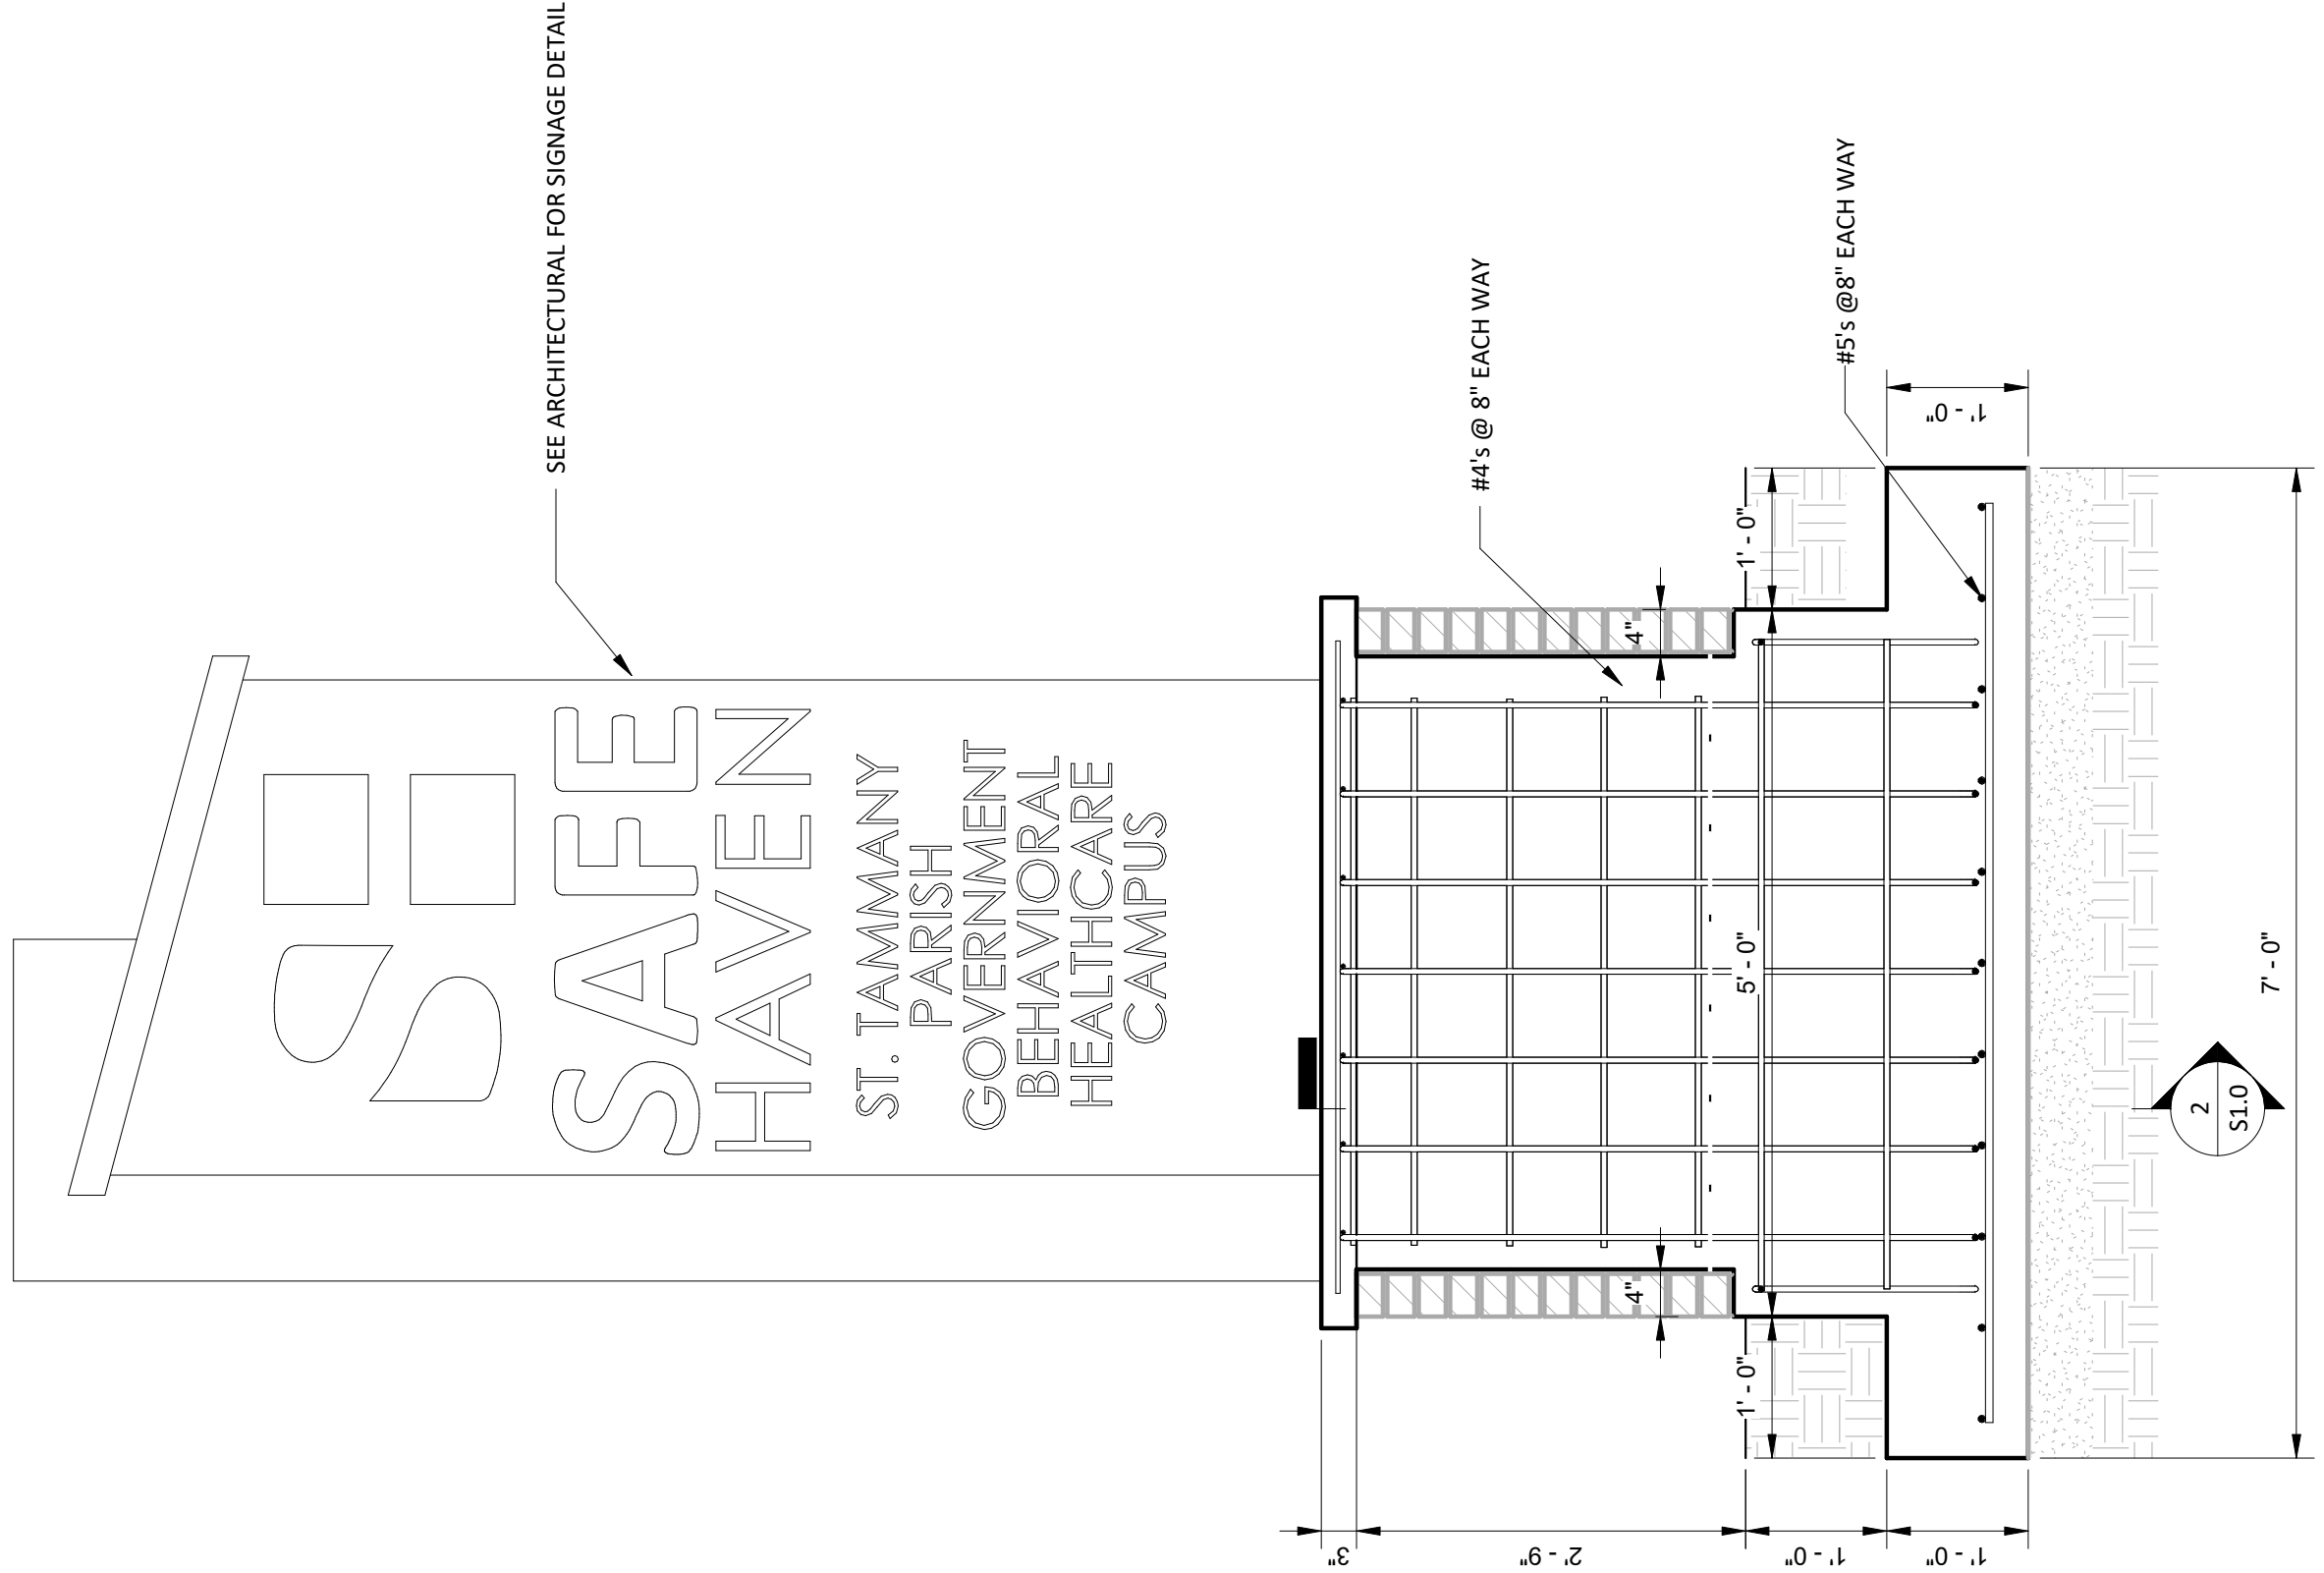 SEE ARCHITECTURAL FOR SIGNAGE DETAIL
SAFE
HAVEN
ST. TAMMANY
PARISH
GOVERNMENT
BEHAVIORAL
HEALTHCARE
CAMPUS
#4's @ 8" EACH WAY
#5's @8" EACH WAY
3"
2' - 9"
1' - 0"
1' - 0"
4"
4"
1' - 0"
5' - 0"
1' - 0"
1' - 0"
7' - 0"
2
S1.0